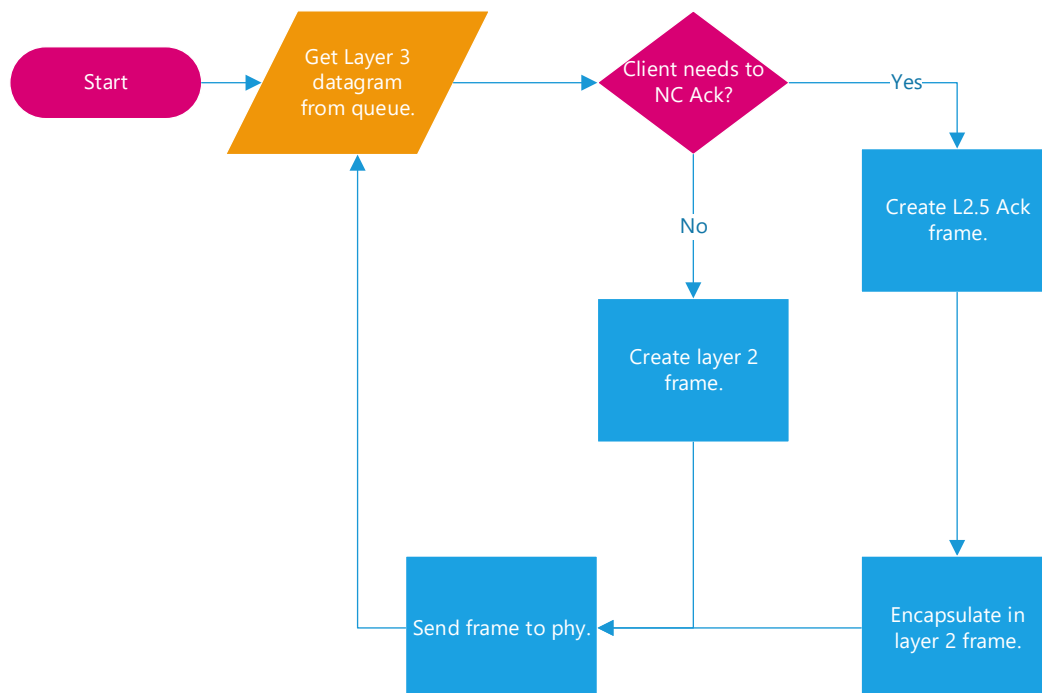 Start
Get Layer 3
datagram
from queue.
Client needs to
NC Ack?
Yes
Create L2.5 Ack
frame.
No
Create layer 2
frame.
Send frame to phy.
Encapsulate in
layer 2 frame.